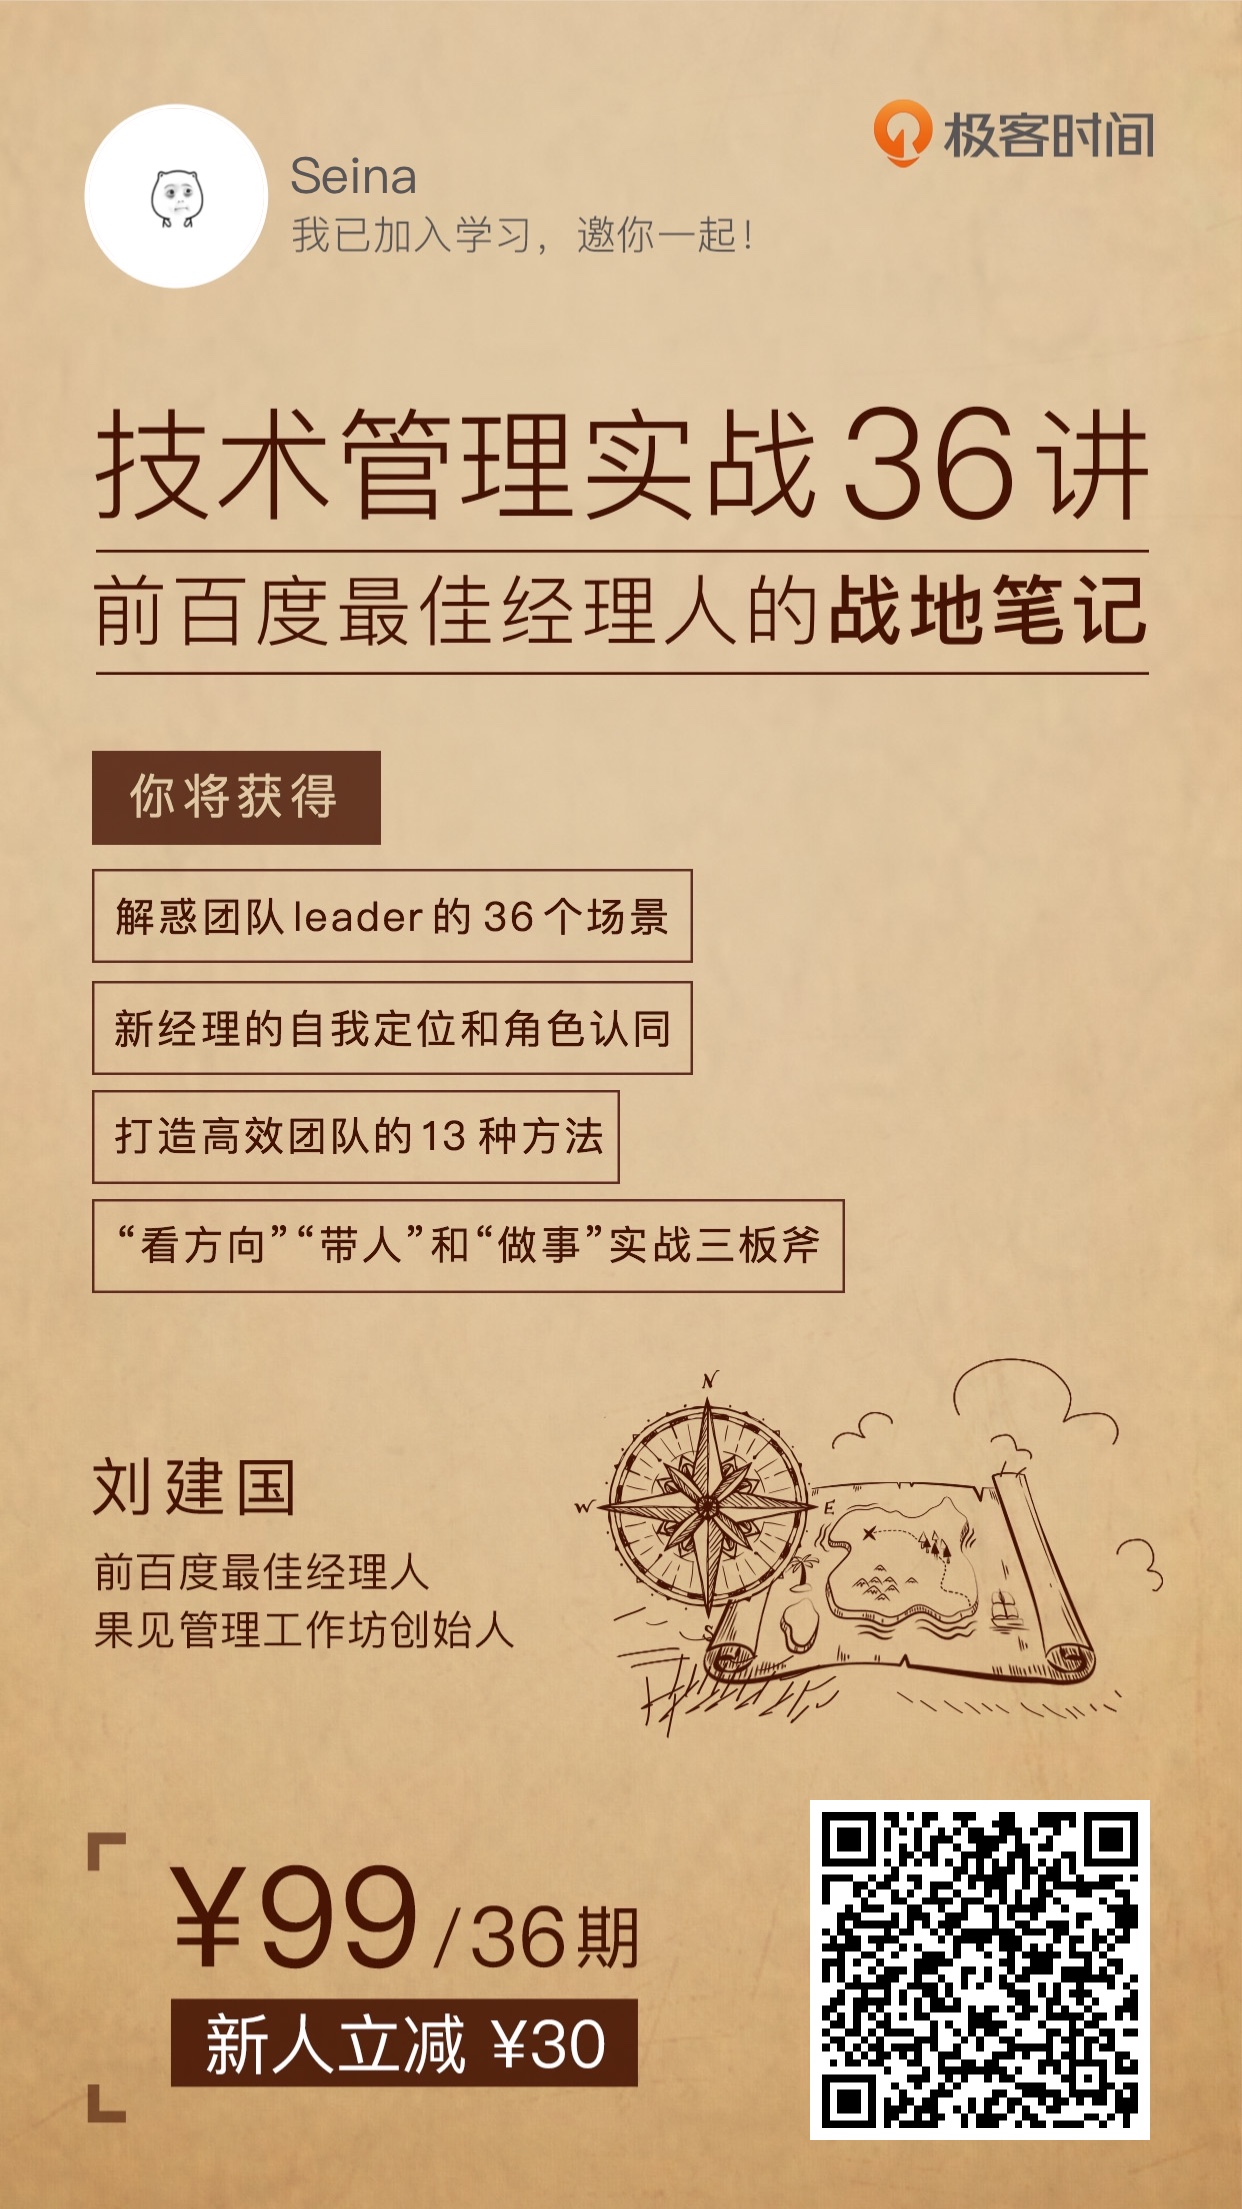 Seina
极客时间
我已加入学习，邀你一起！
技术管理实战36讲
前百度最佳经理人的战地笔记
你将获得
解惑团队leader的36个场景
新经理的自我定位和角色认同
打造高效团队的13种方法
“看方向”“带人”和“做事”实战三板斧
N
W
E
S
刘建国
前百度最佳经理人
果见管理工作坊创始人
¥99/36期
新人立减 ¥30